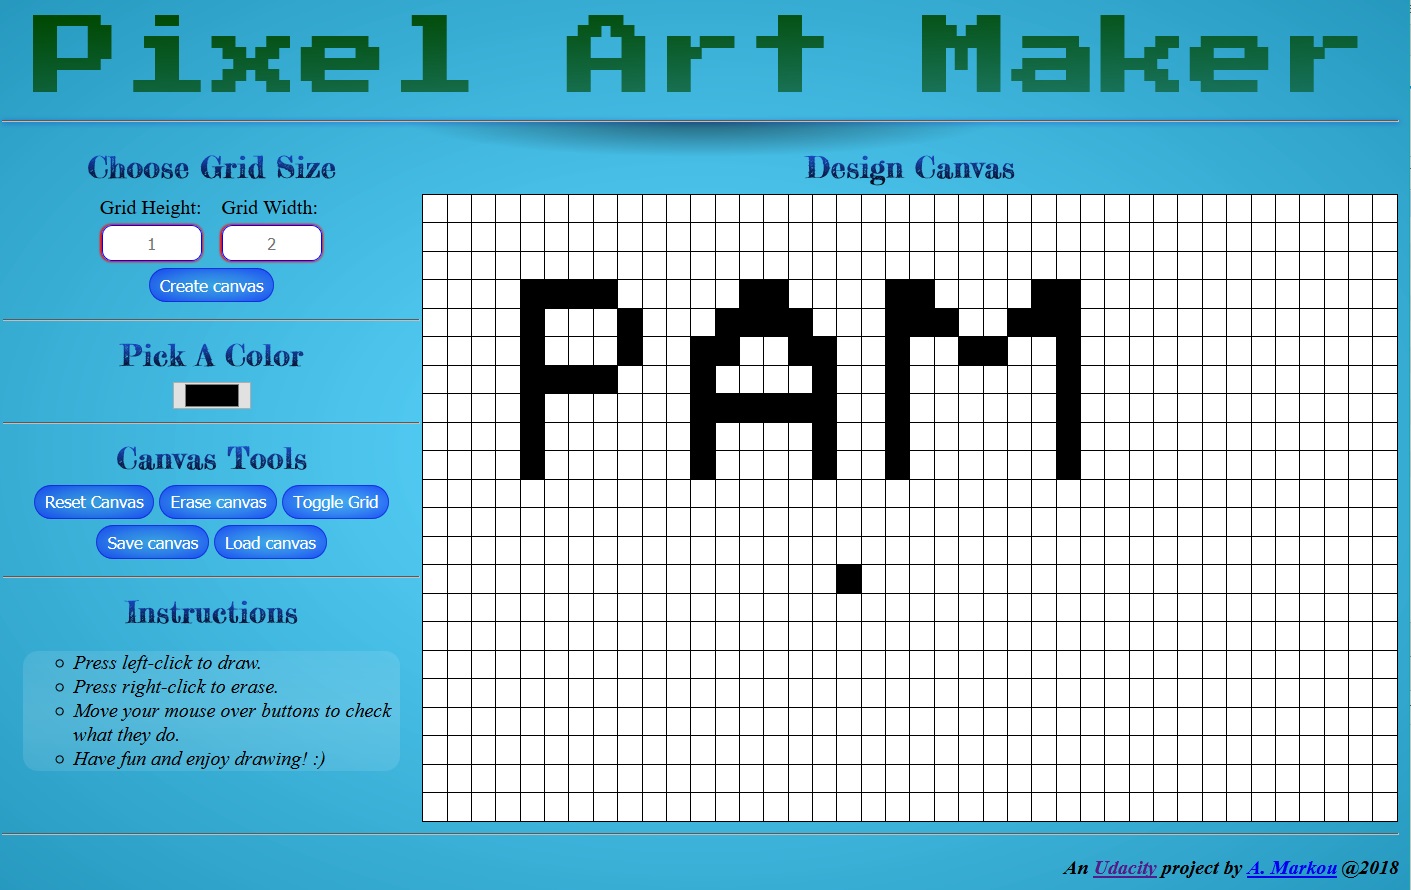 Pixel Art Maker
Choose Grid Size
Grid Height: Grid Width:
1 2
Create canvas
Pick A Color
Canvas Tools
Reset Canvas Erase canvas Toggle Grid
Save canvas Load canvas
Instructions
Press left-click to draw.
Press right-click to erase.
Move your mouse over buttons to check
what they do.
Have fun and enjoy drawing! :)
Design Canvas
PAM
An Udacity project by A. Markou @2018